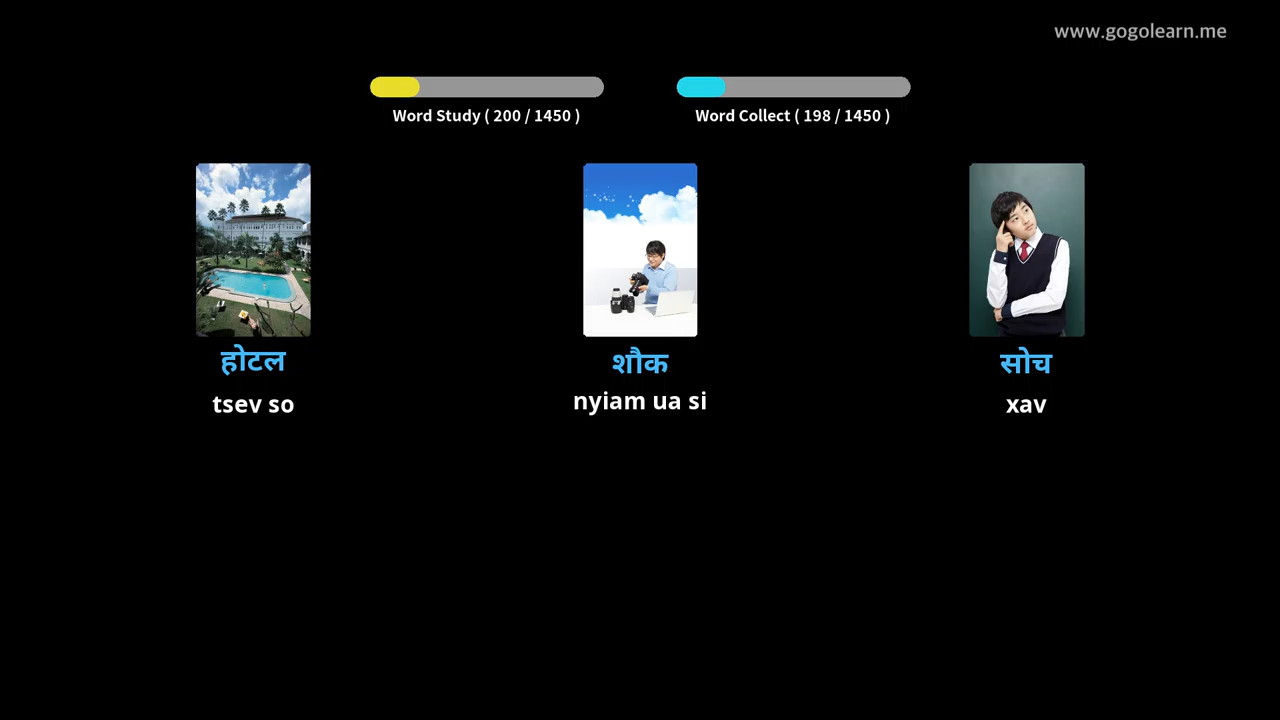 www.gogolearn.me
Word Study ( 200 / 1450 )
Word Collect ( 198 / 1450 )
होटल
शौक
सोच
tsev so
nyiam ua si
xav